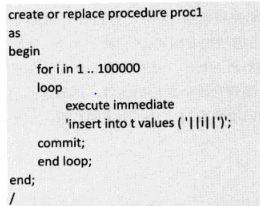 create or replace procedure proc1
as
begin
for i in 1 .. 100000
loop
execute immediate
'insert into t values ( '||i||')';
commit;
end loop;
end;
/